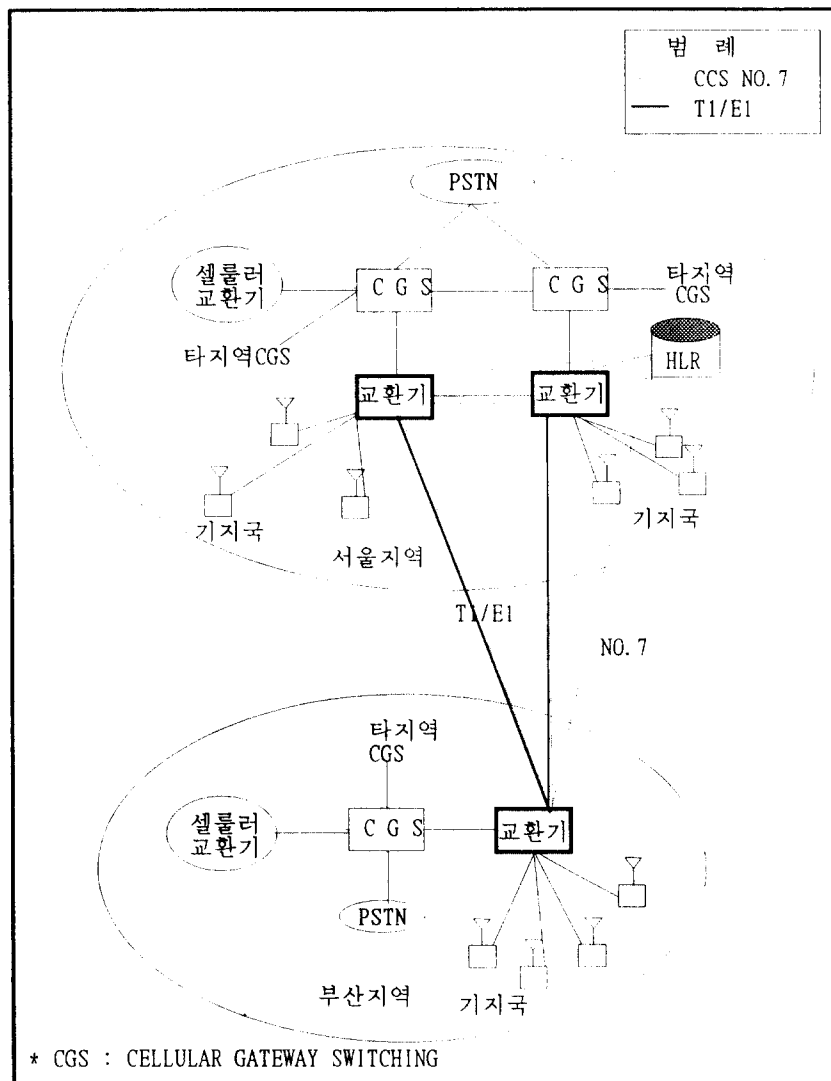 범 례
CCS NO.7
T1/E1
PSTN
셀룰러
교환기
C G S
C G S
타지역
CGS
타지역CGS
HLR
교환기
교환기
기지국
서울지역
기지국
T1/E1
NO.7
타지역
CGS
셀룰러
교환기
C G S
교환기
PSTN
부산지역
기지국
* CGS : CELLULAR GATEWAY SWITCHING